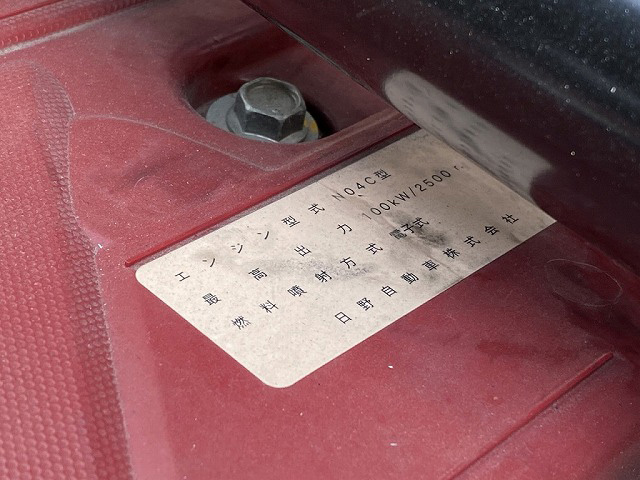 エンジン型式 N04C型
最高出力 100kW/2500 r
燃料噴射方式 電子式
日野自動車株式会社